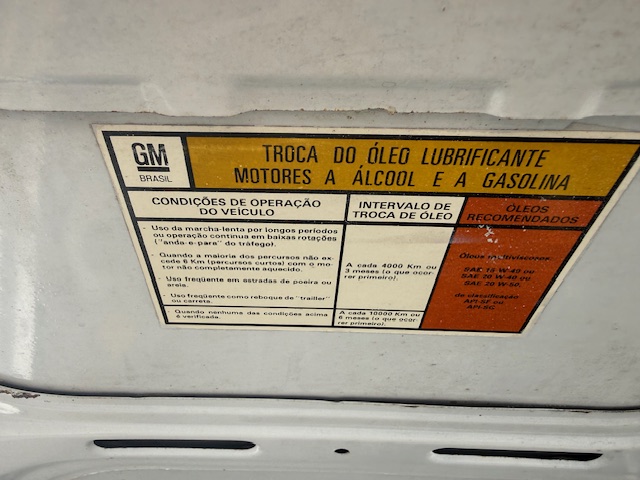 GM
BRASIL
TROCA DO ÓLEO LUBRIFICANTE
MOTORES A ÁLCOOL E A GASOLINA
CONDIÇÕES DE OPERAÇÃO
DO VEÍCULO
INTERVALO DE
TROCA DE ÓLEO
ÓLEOS
RECOMENDADOS
- Uso da marcha-lenta por longos períodos
ou operação contínua em baixas rotações
("anda-e-para" do tráfego).
- Quando a maioria dos percursos não ex-
cede 6 Km (percursos curtos) com o mo-
tor não completamente aquecido.
- Uso freqüente em estradas de poeira ou
areia.
- Uso freqüente como reboque de "trailler"
ou carreta.
A cada 4000 Km ou
3 meses (o que ocor-
rer primeiro).
- Quando nenhuma das condições acima
é verificada.
A cada 10000 Km ou
6 meses (o que ocor-
rer primeiro).
Óleos multiviscosos
SAE 15 W-40 ou
SAE 20 W-40 ou
SAE 20 W-50
da classificação
API-SF ou
API-SG